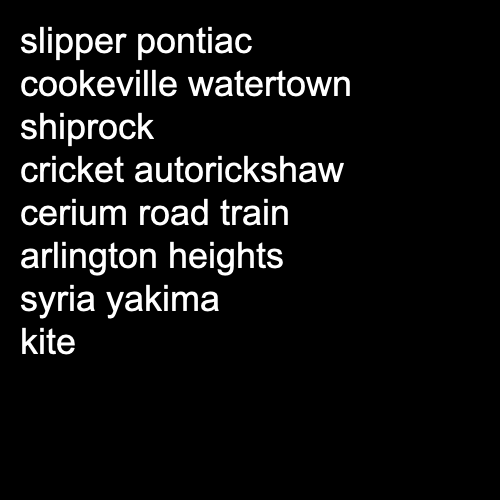 slipper pontiac
cookeville watertown
shiprock
cricket autorickshaw
cerium road train
arlington heights
syria yakima
kite